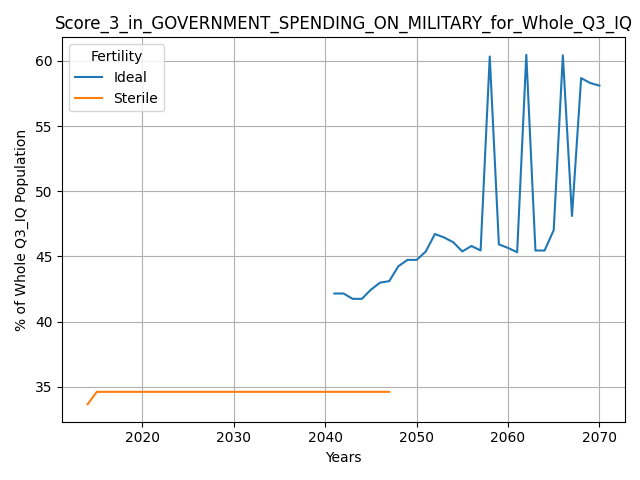 Score_3_in_GOVERNMENT_SPENDING_ON_MILITARY_for_Whole_Q3_IQ
Fertility
Ideal
Sterile
60
55
50
45
40
35
% of Whole Q3_IQ Population
2020 2030 2040 2050 2060 2070
Years